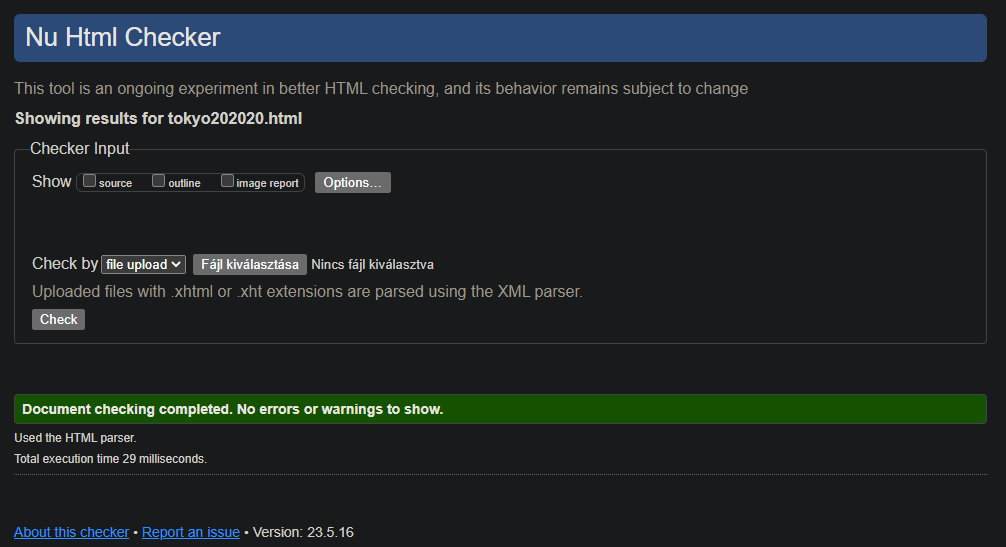 Nu Html Checker
This tool is an ongoing experiment in better HTML checking, and its behavior remains subject to change
Showing results for tokyo202020.html
Checker Input
Show source outline image report Options...
Check by file upload Fájl kiválasztása Nincs fájl kiválasztva
Uploaded files with .xhtml or .xht extensions are parsed using the XML parser.
Check
Document checking completed. No errors or warnings to show.
Used the HTML parser.
Total execution time 29 milliseconds.
About this checker • Report an issue • Version: 23.5.16